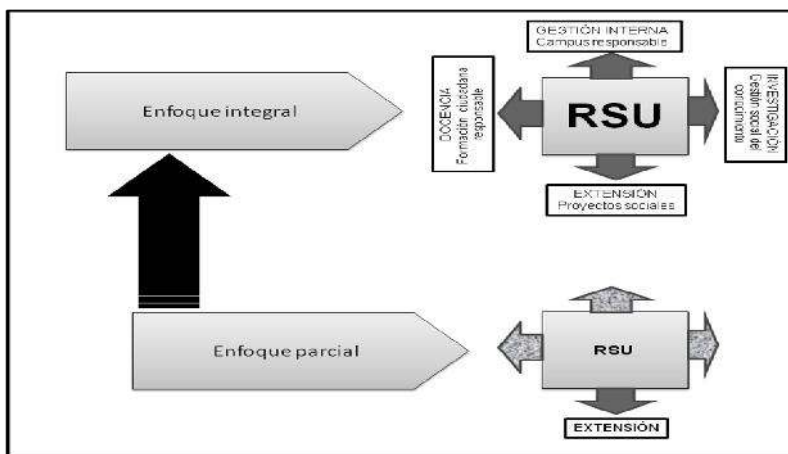 GESTIÓN INTERNA
Campus responsable
Enfoque integral
DOCENCIA
Formación ciudadana
responsable
RSU
INVESTIGACIÓN
Gestión social del
conocimiento
EXTENSIÓN
Proyectos sociales
Enfoque parcial
RSU
EXTENSIÓN